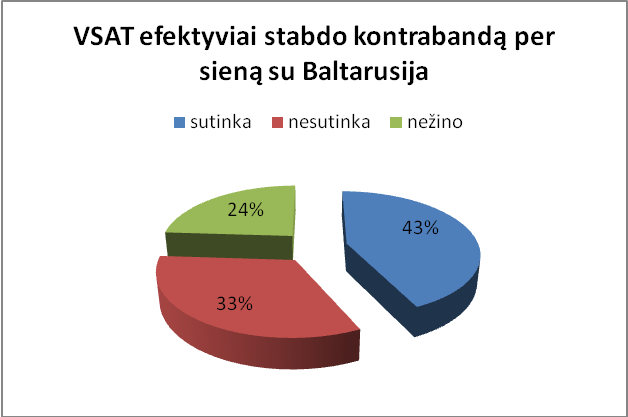 VSAT efektyviai stabdo kontrabandą per
sieną su Baltarusija
sutinka nesutinka nežino
24%
43%
33%